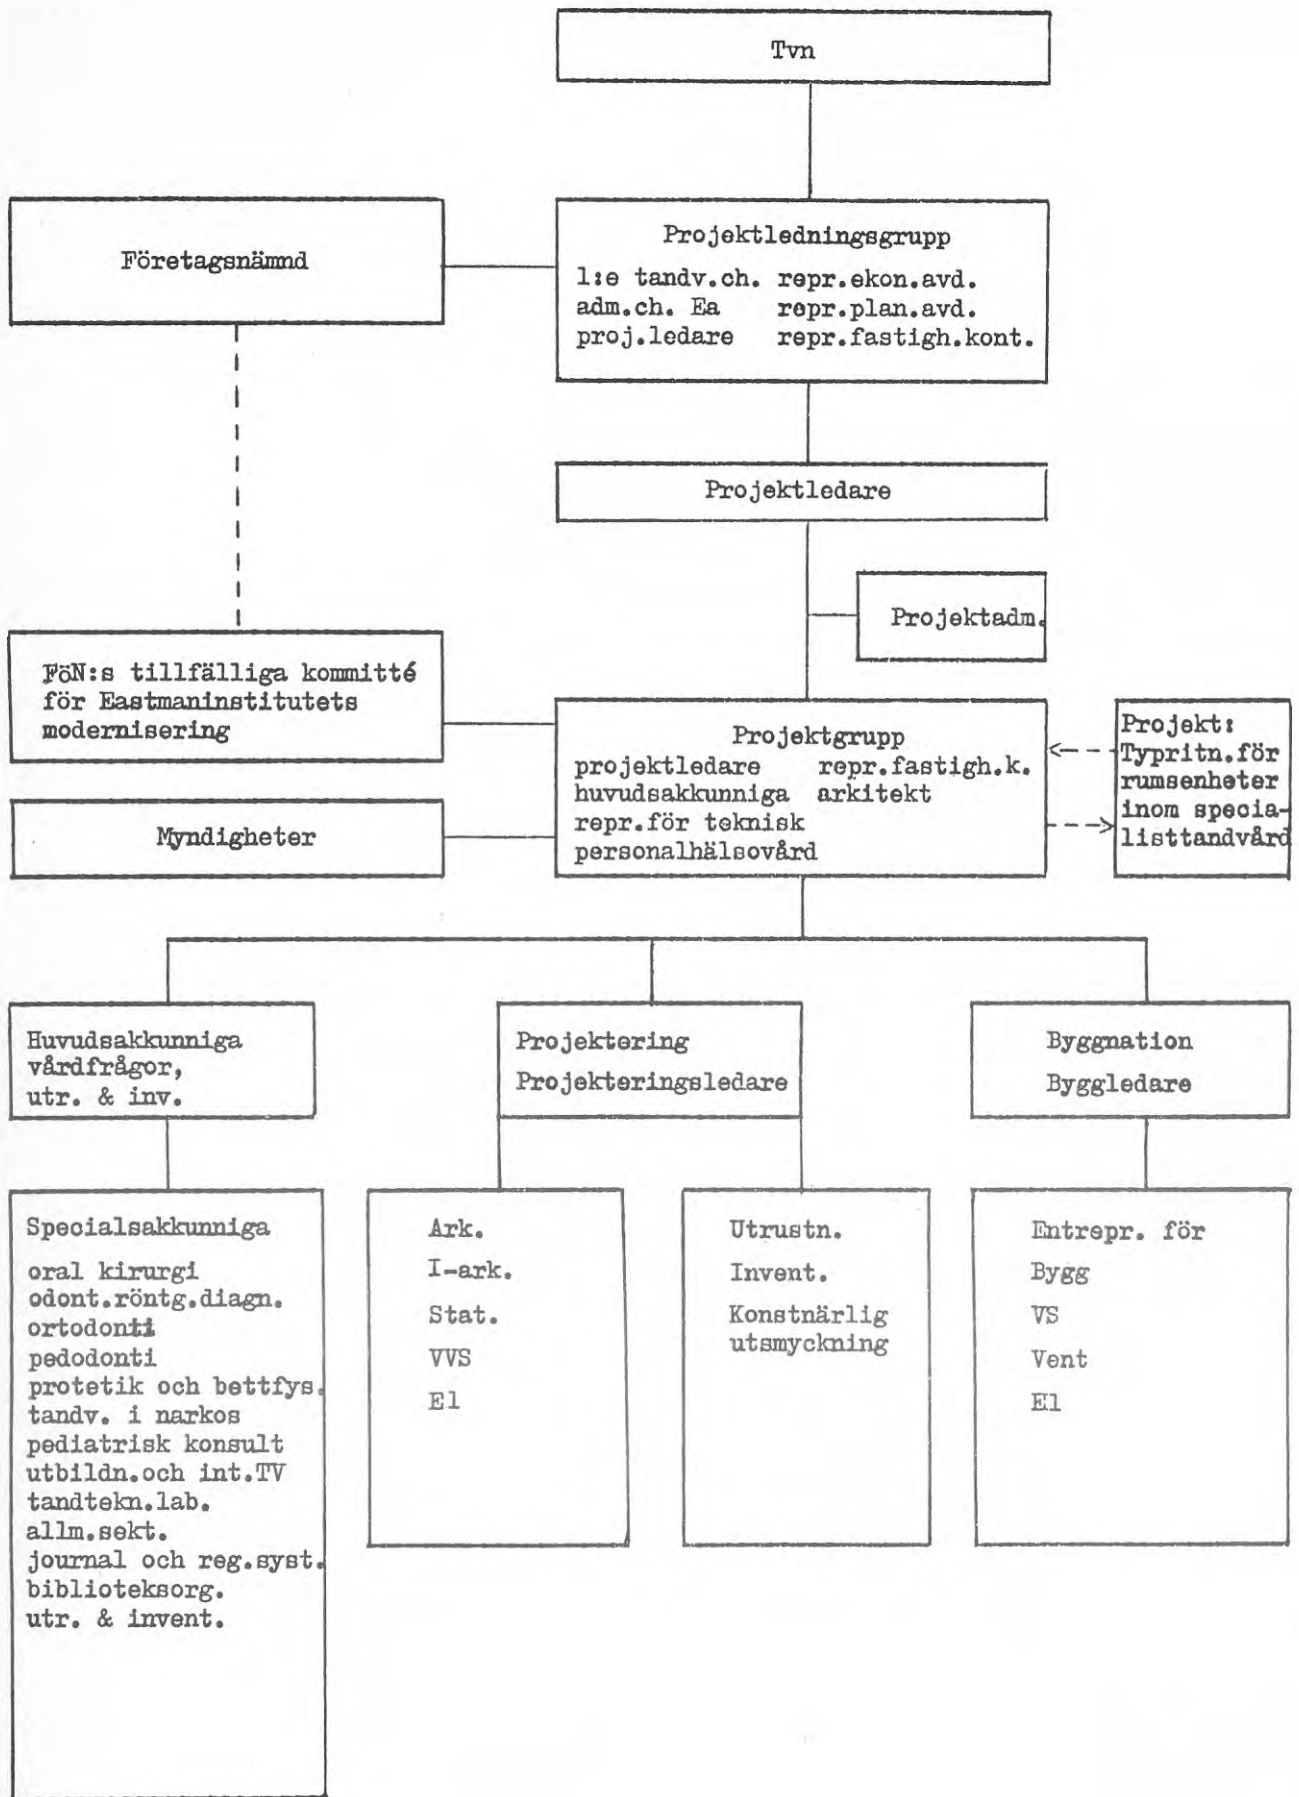 Tvn
Företagsnämnd
Projektledningsgrupp
1:e tandv.ch. repr.ekon.avd.
adm.ch. Ea repr.plan.avd.
proj.ledare repr.fastigh.kont.
Projektledare
Projektadm.
FöN:s tillfälliga kommitté
för Eastmaninstitutets
modernisering
Myndigheter
Projektgrupp
projektledare repr.fastigh.k.
huvudsakkunniga arkitekt
repr.för teknisk
personalhälsovård
Projekt:
Typritn.för
rumsenheter
inom specia-
listtandvård
Huvudsakkunniga
vårdfrågor,
utr. & inv.
Projektering
Projekteringsledare
Byggnation
Byggledare
Specialsakkunniga
oral kirurgi
odont.röntg.diagn.
ortodonti
pedodonti
protetik och bettfys.
tandv. i narkos
pediatrisk konsult
utbildn.och int.TV
tandtekn.lab.
allm.sekt.
journal och reg.syst.
biblioteksorg.
utr. & invent.
Ark.
I-ark.
Stat.
VVS
El
Utrustn.
Invent.
Konstnärlig
utsmyckning
Entrepr. för
Bygg
VS
Vent
El